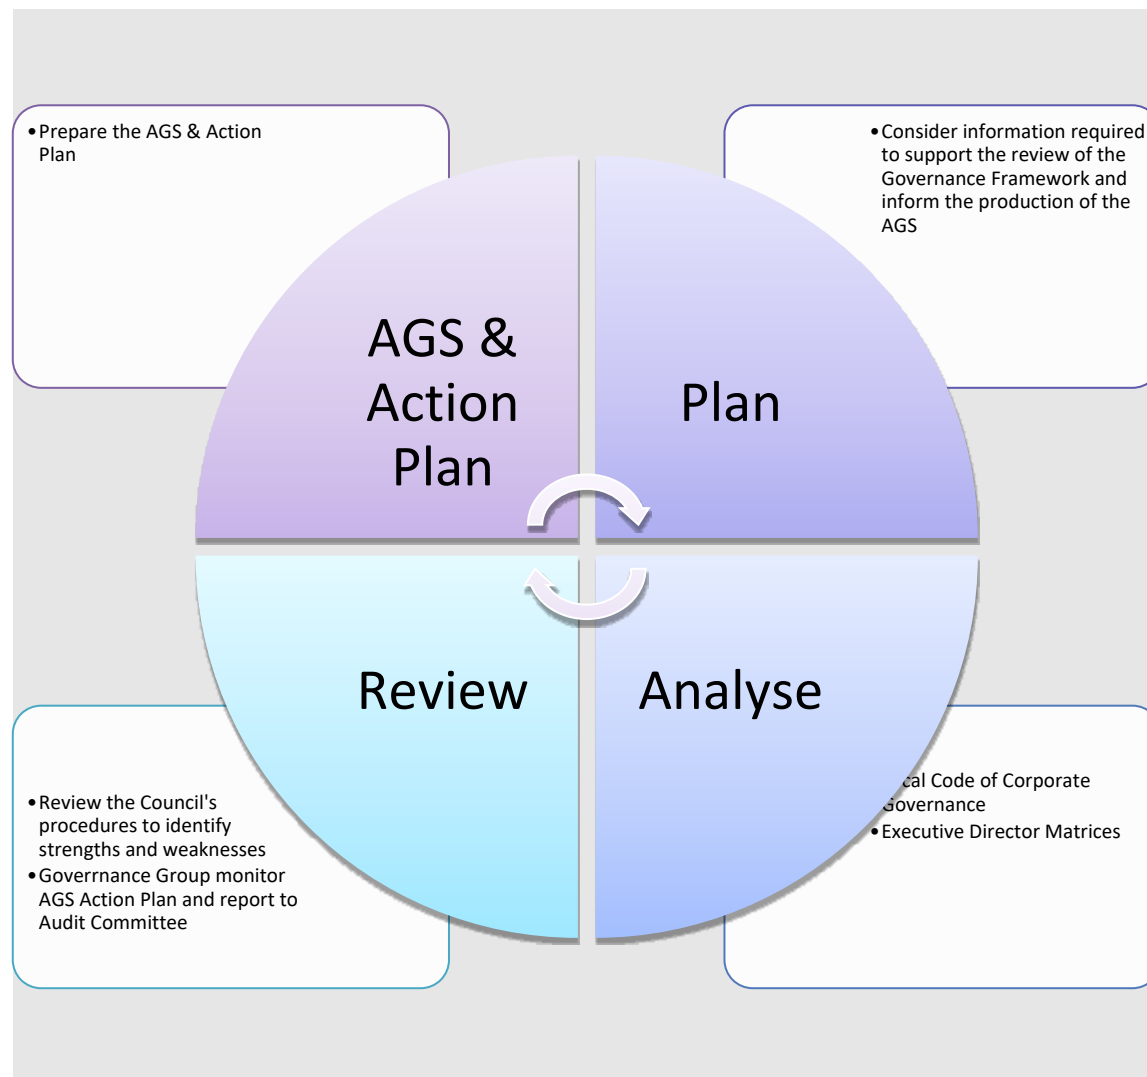 •Prepare the AGS & Action
Plan
•Consider information required
to support the review of the
Governance Framework and
inform the production of the
AGS
AGS &
Action
Plan
Plan
Review
Analyse
•Review the Council's
procedures to identify
strengths and weaknesses
•Goverrnance Group monitor
AGS Action Plan and report to
Audit Committee
Code of Corporate
Governance
•Executive Director Matrices